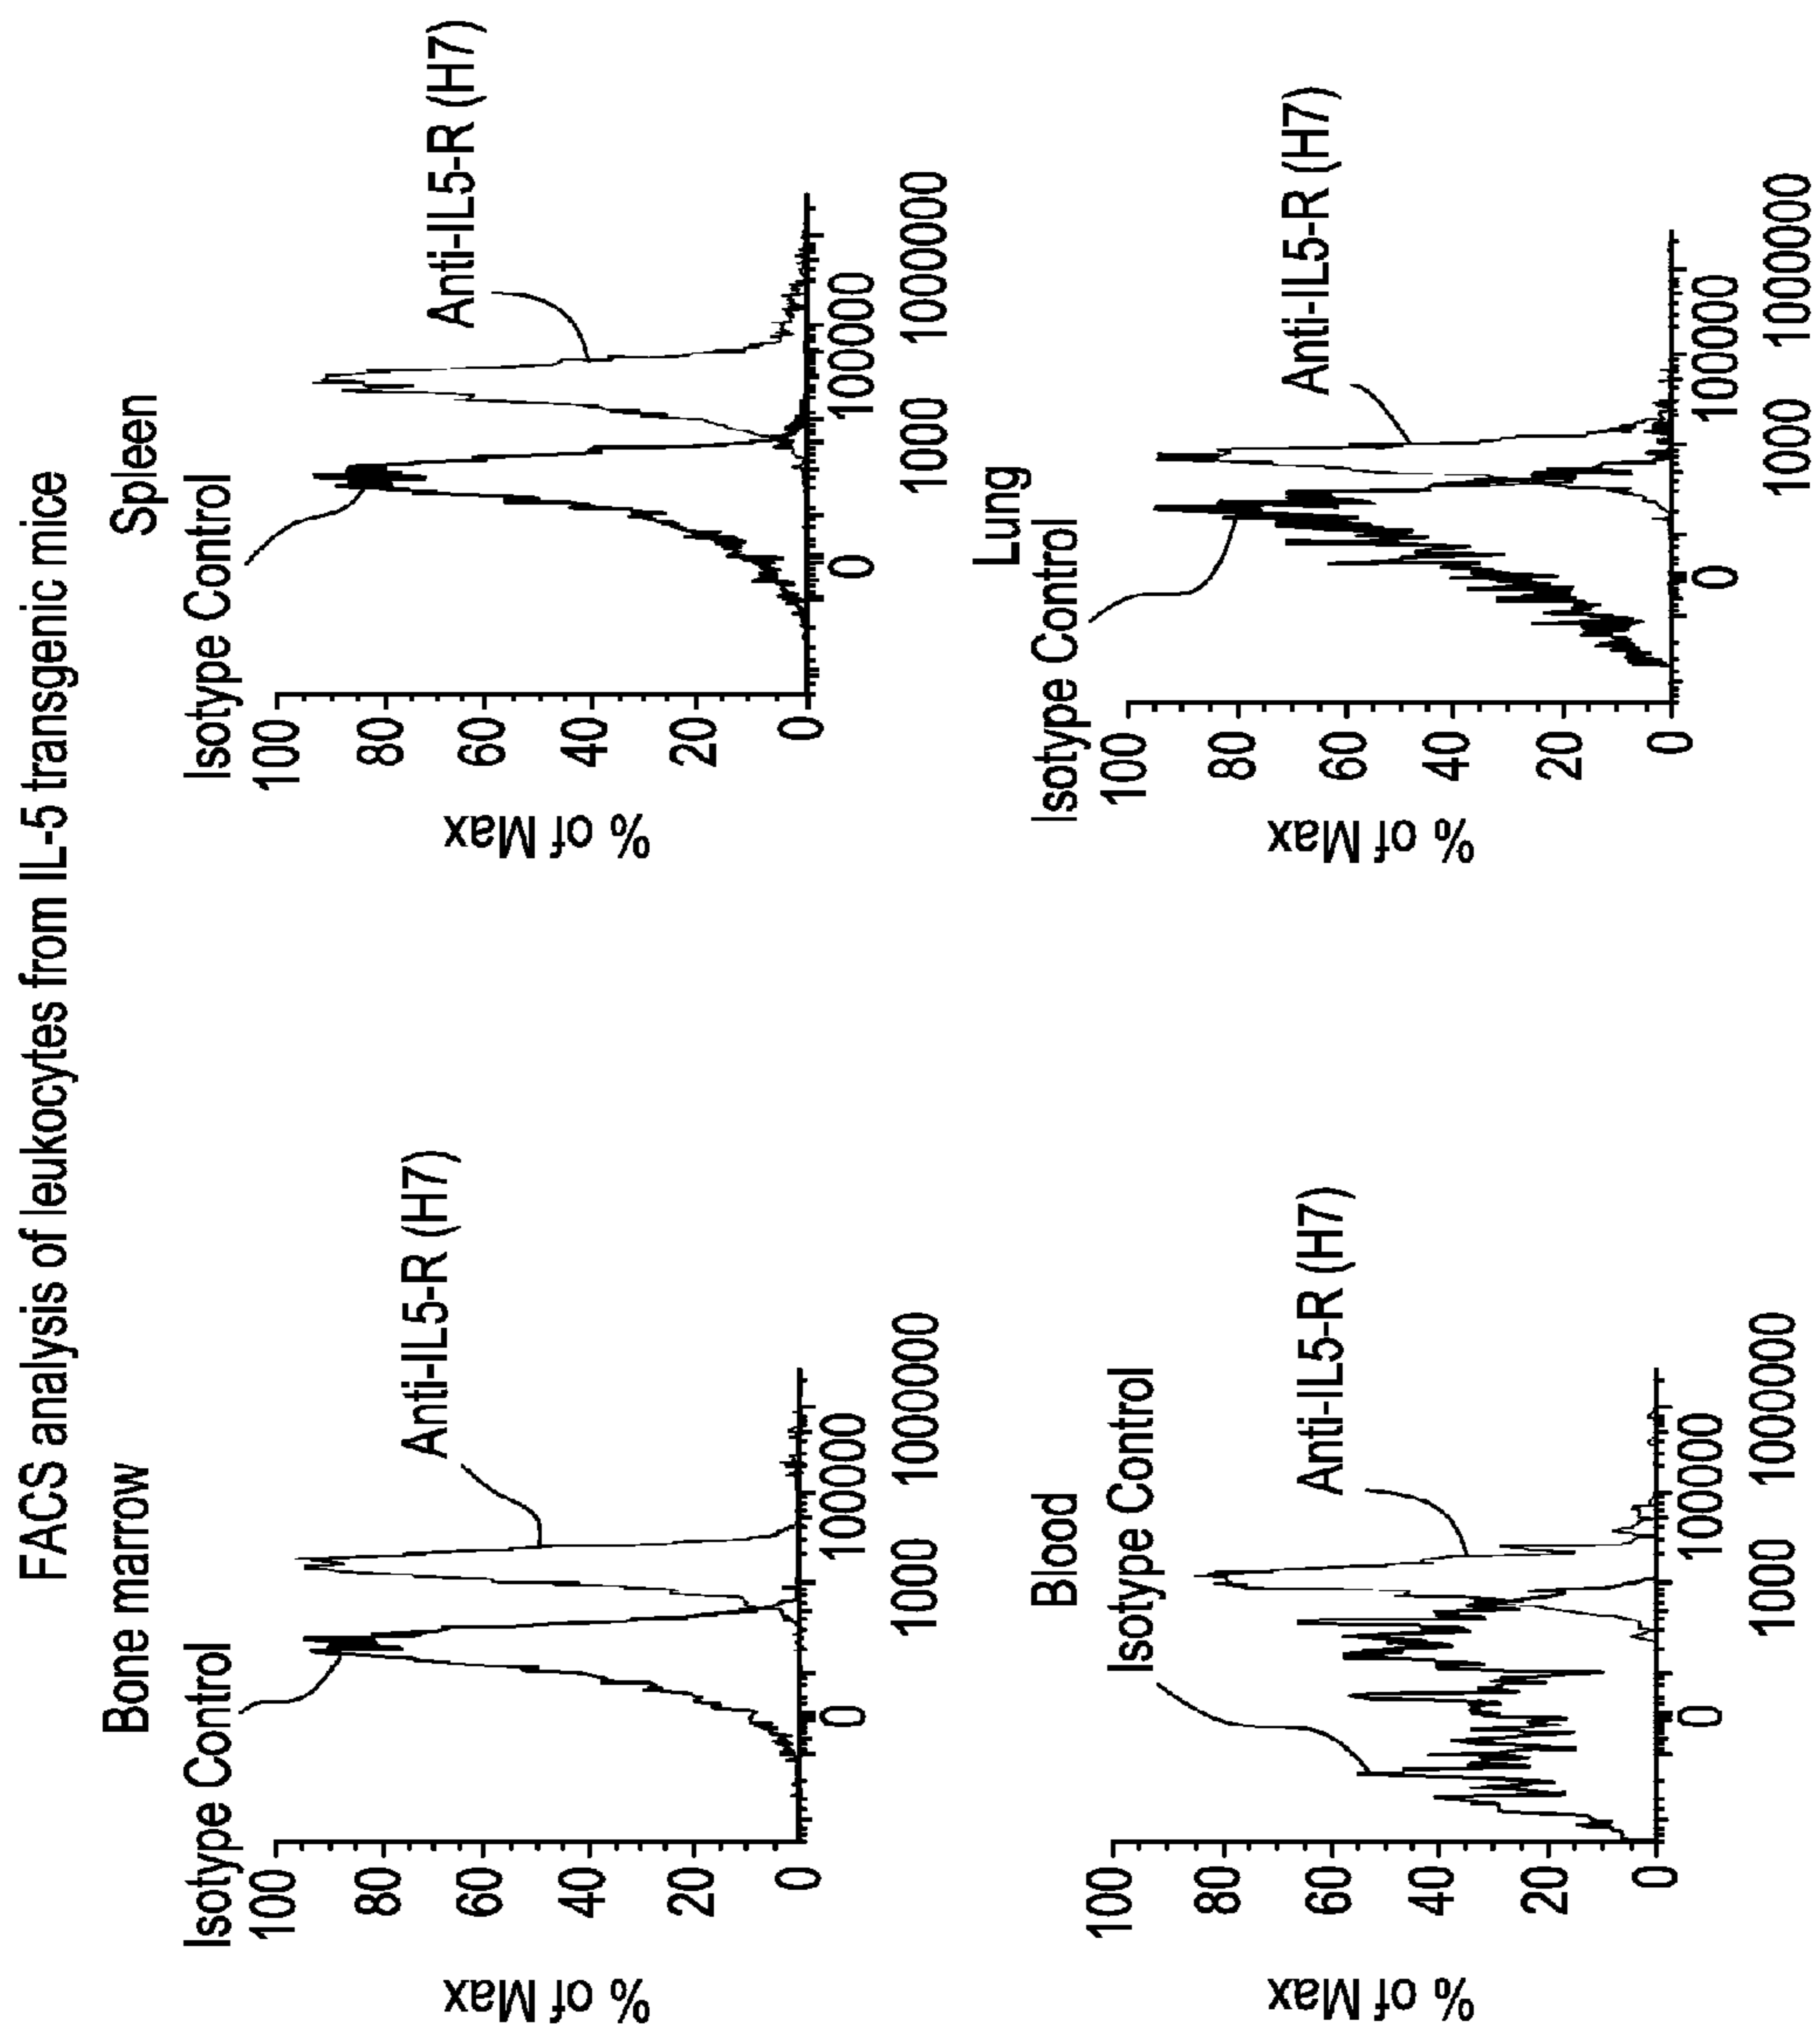 FACS analysis of leukocytes from IL-5 transgenic mice
Bone marrow
Isotype Control
Anti-IL5-R (H7)
% of Max
100
80
60
40
20
0
0
100000
1000
1000000
Spleen
Isotype Control
Anti-IL5-R (H7)
% of Max
100
80
60
40
20
0
0
100000
1000
1000000
Blood
Isotype Control
Anti-IL5-R (H7)
% of Max
100
80
60
40
20
0
0
100000
1000
1000000
Lung
Isotype Control
Anti-IL5-R (H7)
% of Max
100
80
60
40
20
0
0
100000
1000
1000000